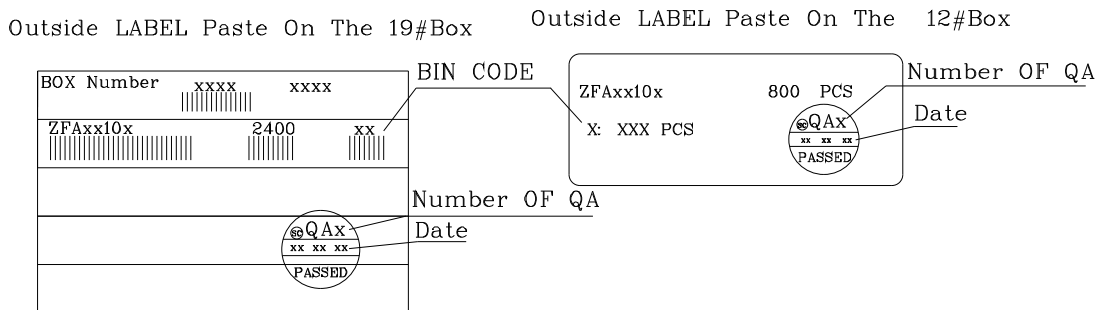 Outside LABEL Paste On The 19#Box
BOX Number xxxx xxxx
ZFAxx10x 2400 xx
SC QAx
xx xx xx
PASSED
BIN CODE
Number OF QA
Date
Outside LABEL Paste On The 12#Box
ZFAxx10x 800 PCS
X: XXX PCS
SC QAx
xx xx xx
PASSED
Number OF QA
Date